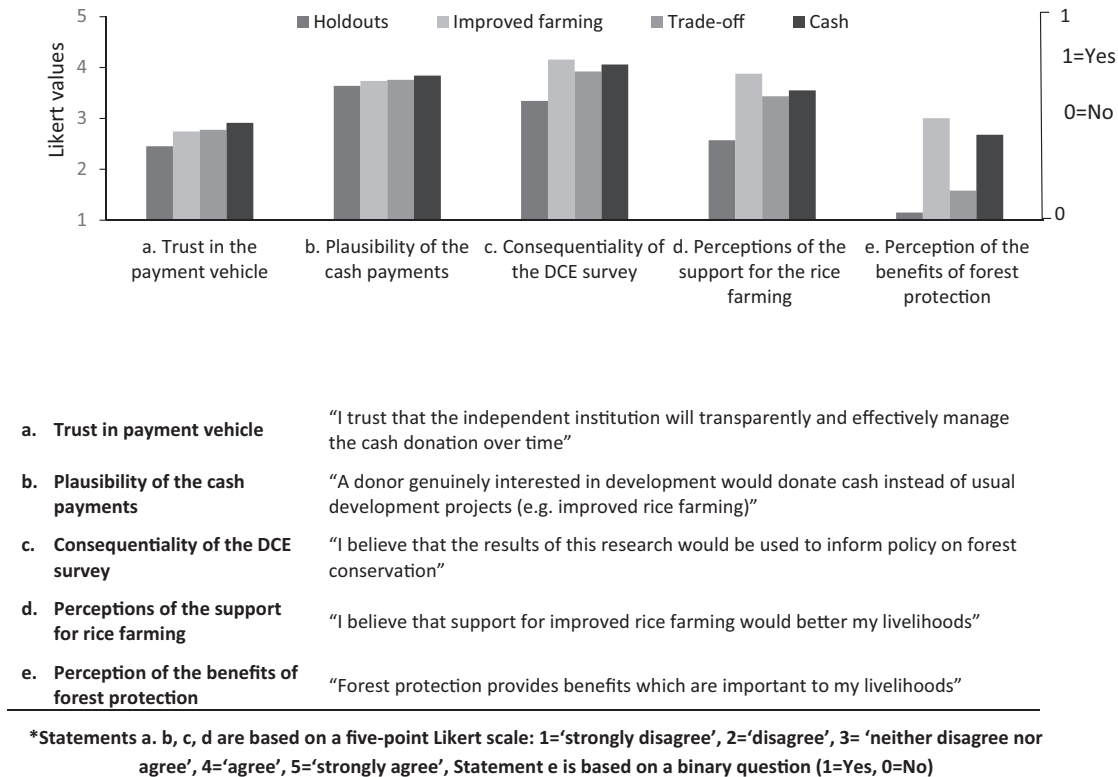 Holdouts Improved farming Trade-off Cash
5
4
3
2
1
Likert values
1
1=Yes
0=No
0
a. Trust in the payment vehicle
b. Plausibility of the cash payments
c. Consequentiality of the DCE survey
d. Perceptions of the support for the rice farming
e. Perception of the benefits of forest protection
a. Trust in payment vehicle
“I trust that the independent institution will transparently and effectively manage
the cash donation over time”
b. Plausibility of the cash
payments
“A donor genuinely interested in development would donate cash instead of usual
development projects (e.g. improved rice farming)”
c. Consequentiality of the DCE
survey
“I believe that the results of this research would be used to inform policy on forest
conservation”
d. Perceptions of the support
for rice farming
“I believe that support for improved rice farming would better my livelihoods”
e. Perception of the benefits of
forest protection
“Forest protection provides benefits which are important to my livelihoods”
*Statements a. b, c, d are based on a five-point Likert scale: 1=‘strongly disagree’, 2=‘disagree’, 3= ‘neither disagree nor
agree’, 4=‘agree’, 5=‘strongly agree’, Statement e is based on a binary question (1=Yes, 0=No)